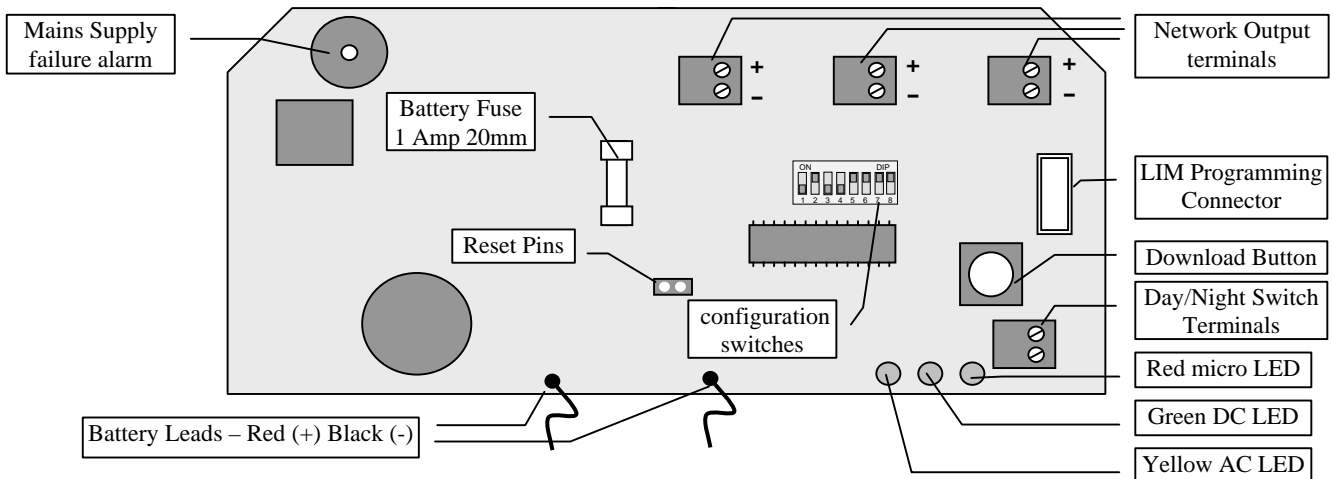 Mains Supply
failure alarm
Network Output
terminals
+
+
+
–
–
–
Battery Fuse
1 Amp 20mm
ON DIP
1 2 3 4 5 6 7 8
LIM Programming
Connector
Reset Pins
Download Button
configuration
switches
Day/Night Switch
Terminals
Red micro LED
Green DC LED
Battery Leads – Red (+) Black (-)
Yellow AC LED